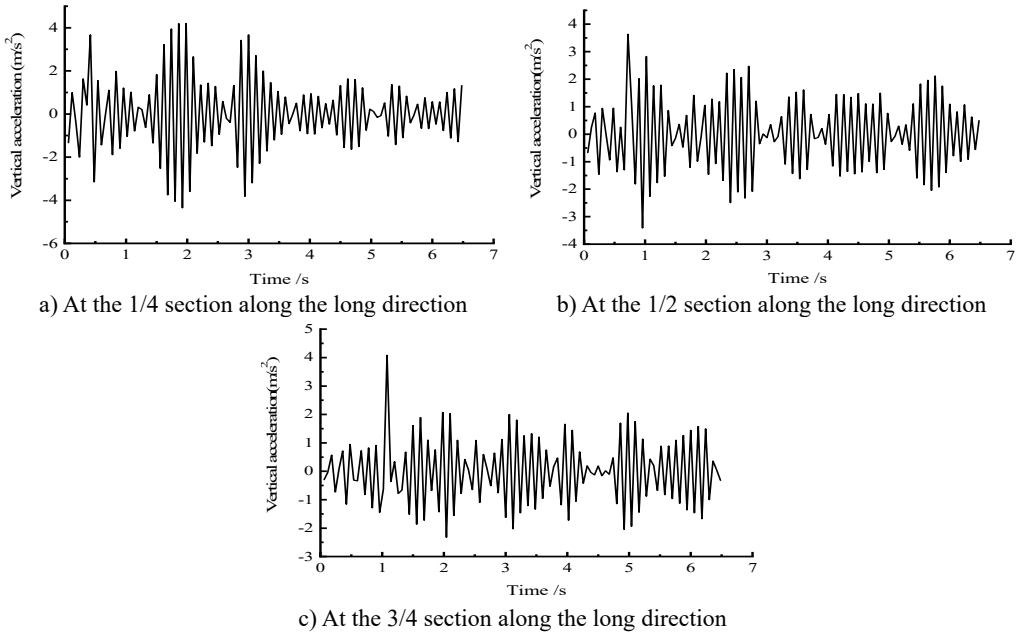 Vertical acceleration(m/s²)
4
2
0
-2
-4
-6
0 1 2 3 4 5 6 7
Time /s
a) At the 1/4 section along the long direction
Vertical acceleration(m/s²)
4
3
2
1
0
-1
-2
-3
-4
0 1 2 3 4 5 6 7
Time /s
b) At the 1/2 section along the long direction
Vertical acceleration(m/s²)
5
4
3
2
1
0
-1
-2
-3
0 1 2 3 4 5 6 7
Time /s
c) At the 3/4 section along the long direction